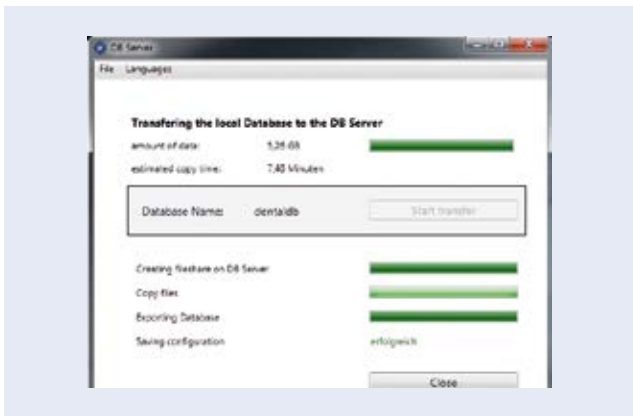 DB Server
File Languages
Transfering the local Database to the DB Server
amount of data: 5,26 GB
estimated copy time: 7,48 Minuten
Database Name: dentaldb Start transfer
Creating fileshare on DB Server
Copy files
Exporting Database
Saving configuration erfolgreich
Close